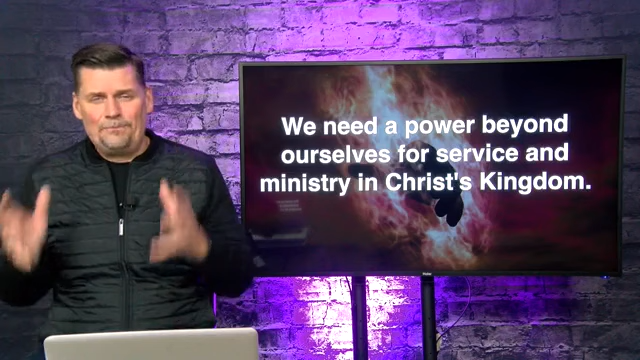 We need a power beyond
ourselves for service and
ministry in Christ's Kingdom.